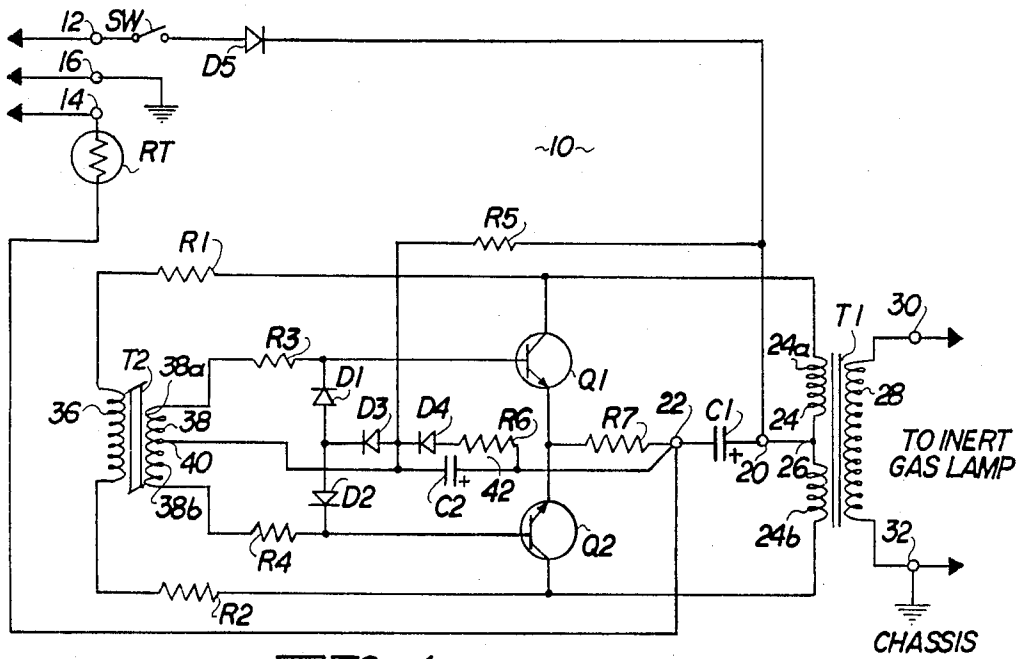 12
SW
D5
16
14
RT
~10~
R5
R1
R3
T2
38a
36
38
40
38b
D1
D3
D4
R6
D2
C2
42
R4
R2
Q1
Q2
R7
22
C1
+
+
20
26
24a
24
24b
T1
28
30
TO INERT
GAS LAMP
32
CHASSIS